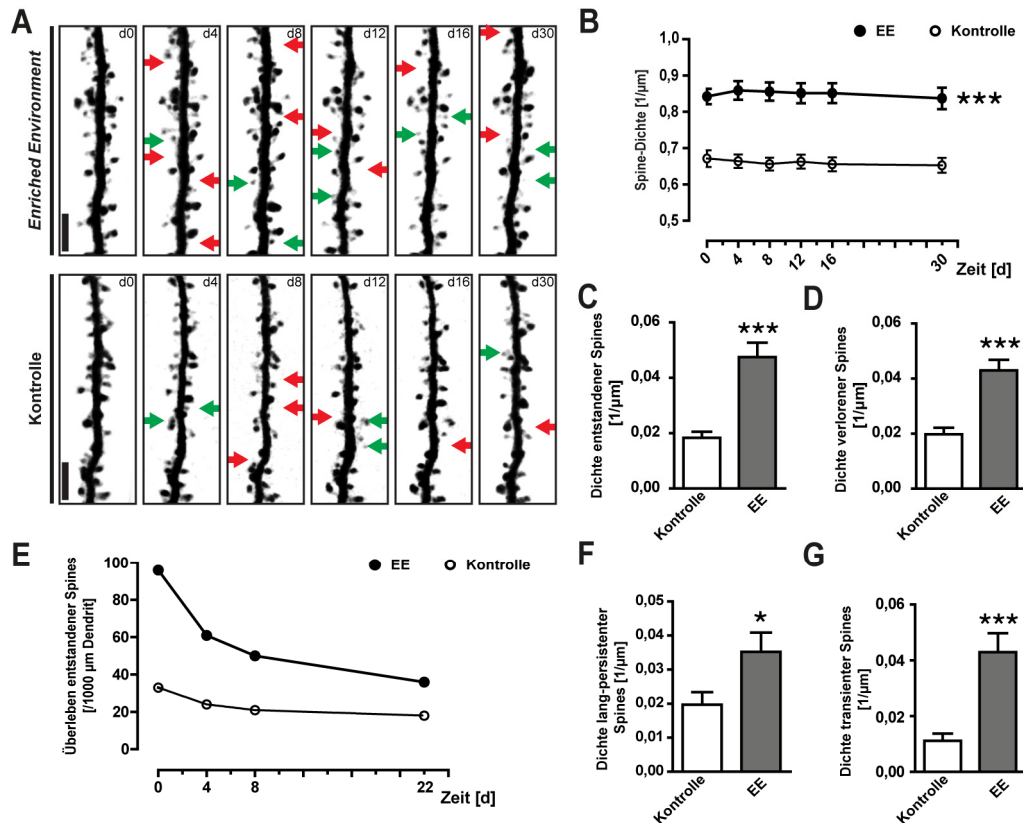 A
Enriched Environment
d0
d4
d8
d12
d16
d30
Kontrolle
d0
d4
d8
d12
d16
d30
B
EE
Kontrolle
Spine-Dichte [1/µm]
1,0
0,9
0,8
0,7
0,6
0,5
***
0
4
8
12
16
30
Zeit [d]
C
Dichte entstandener Spines
[1/µm]
0,06
0,04
0,02
0,00
***
Kontrolle
EE
D
Dichte verlorener Spines
[1/µm]
0,06
0,04
0,02
0,00
***
Kontrolle
EE
E
EE
Kontrolle
Überleben entstandener Spines
[/1000 µm Dendrit]
100
80
60
40
20
0
0
4
8
22
Zeit [d]
F
Dichte lang-persistenter
Spines [1/µm]
0,05
0,04
0,03
0,02
0,01
0,00
*
Kontrolle
EE
G
Dichte transienter Spines
[1/µm]
0,06
0,04
0,02
0,00
***
Kontrolle
EE